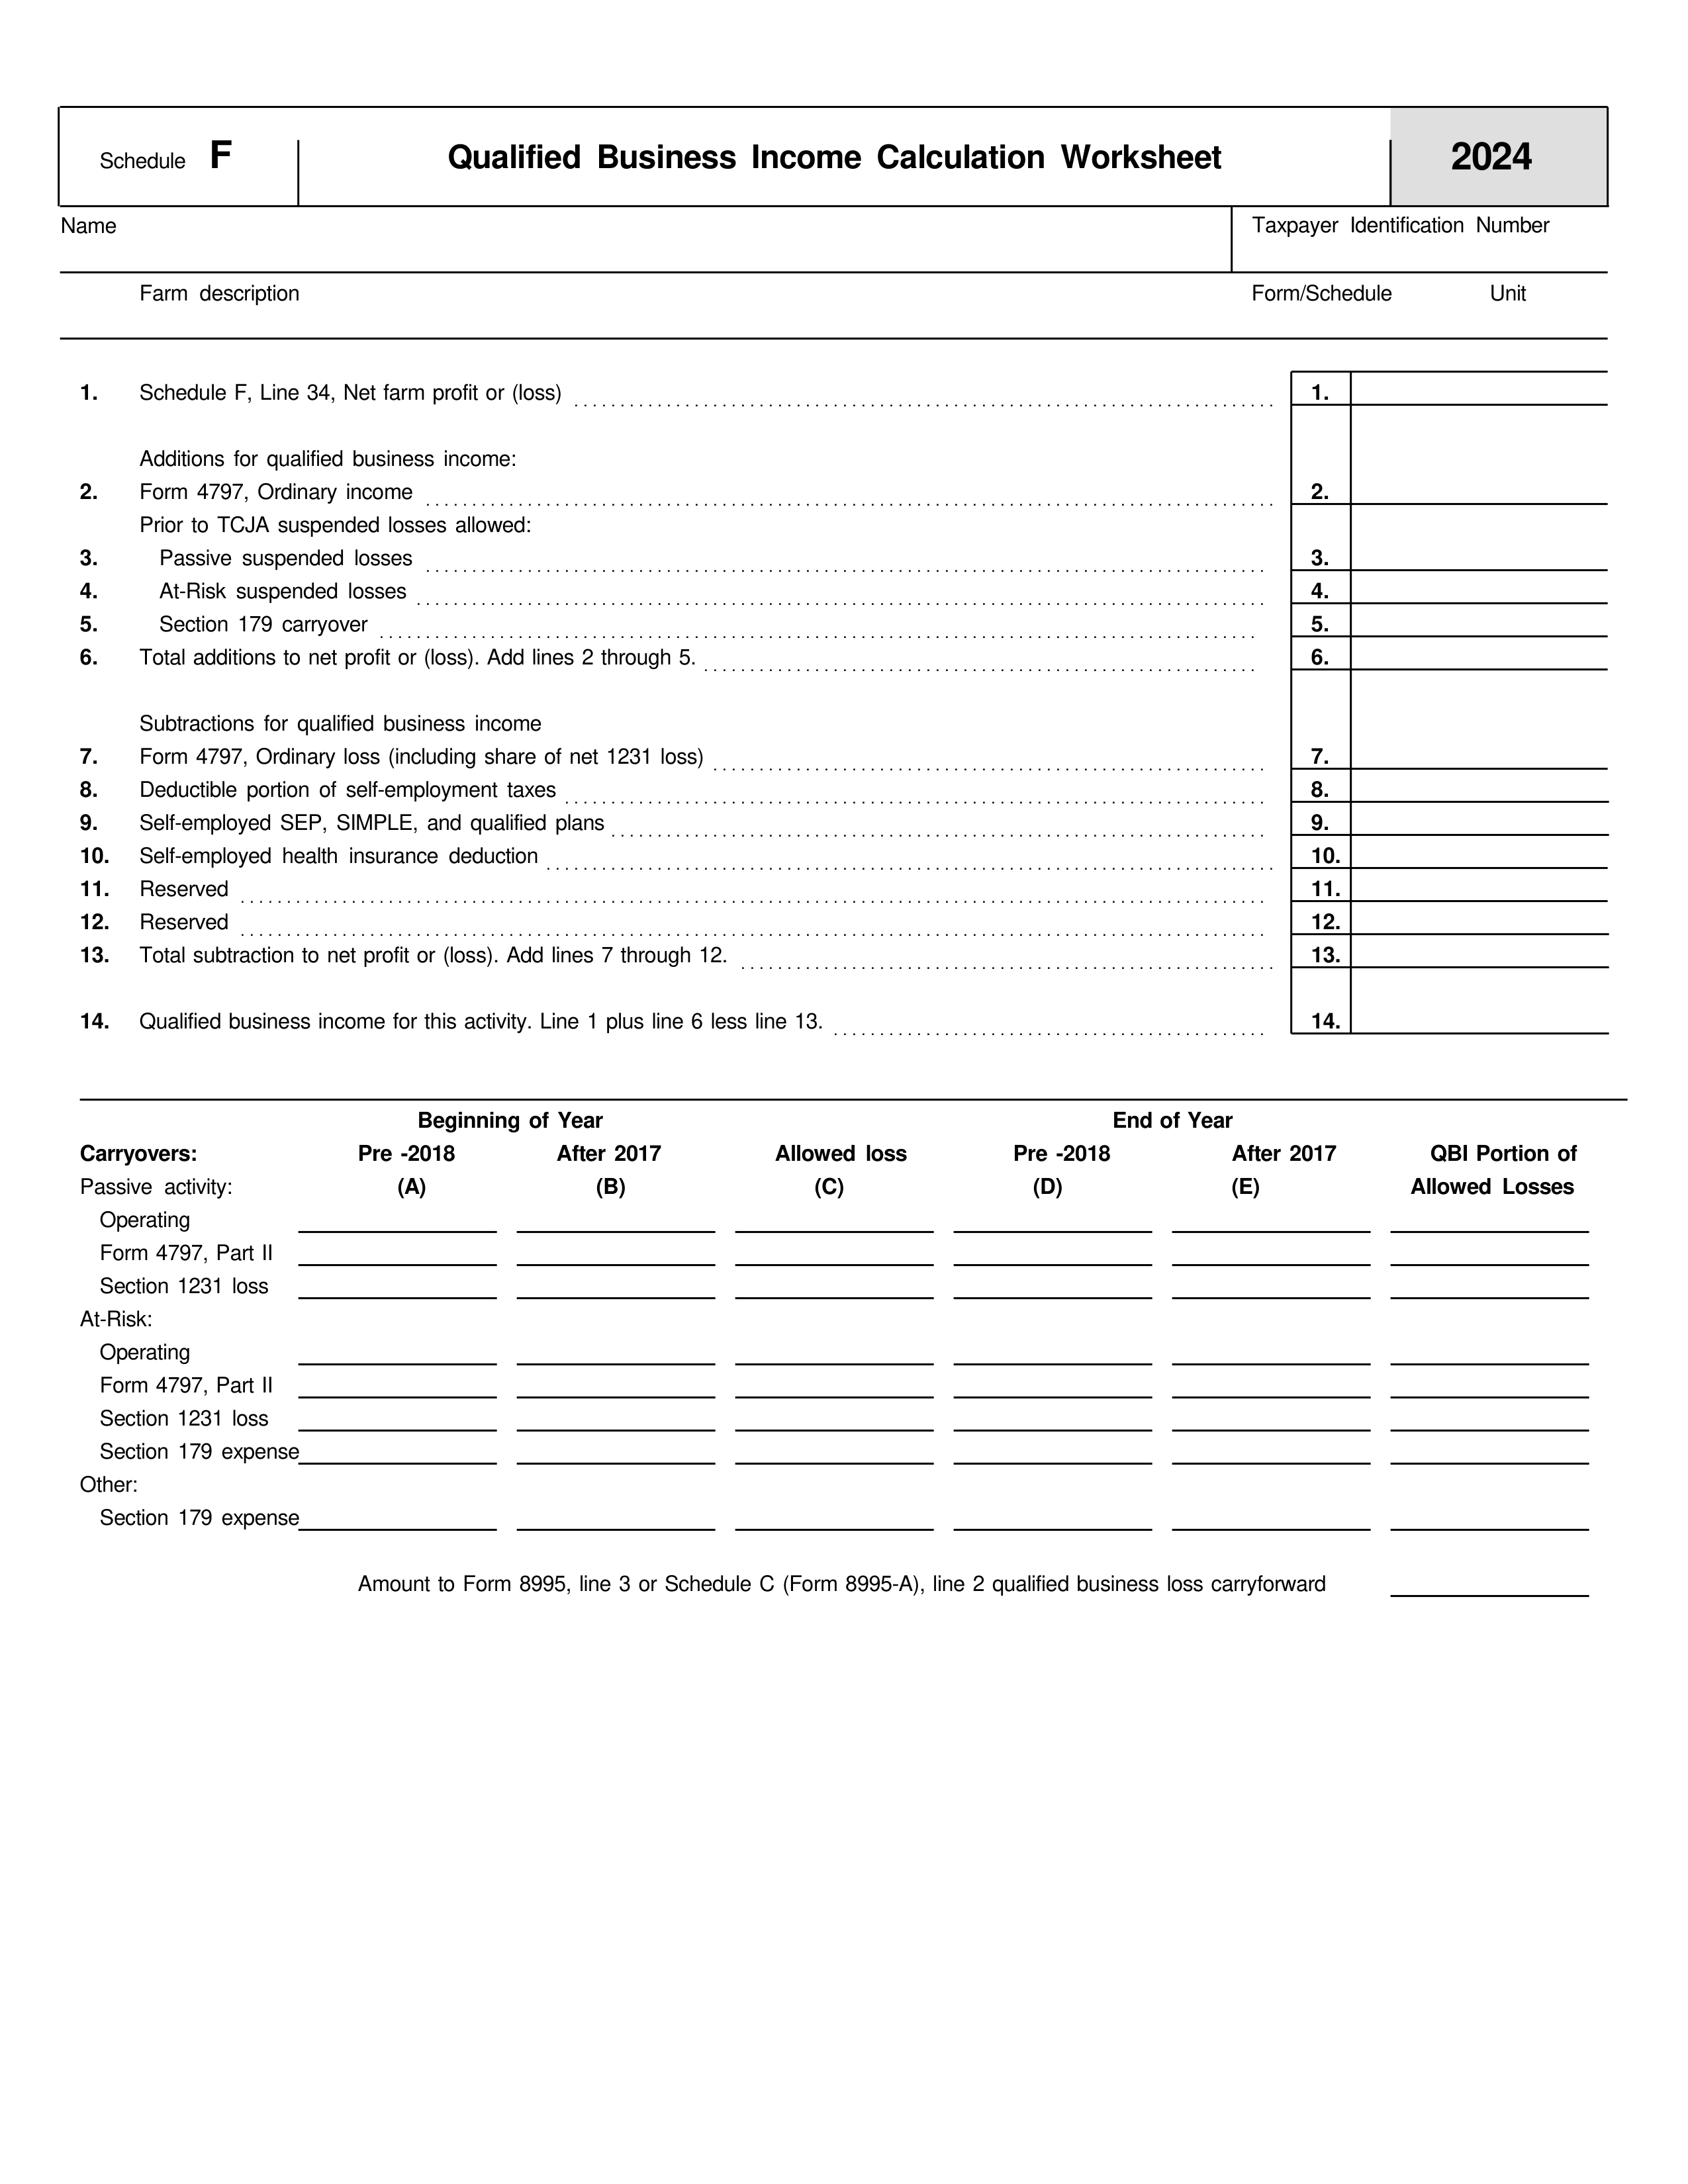 Schedule F Qualified Business Income Calculation Worksheet 2024
Name Taxpayer Identification Number
Farm description Form/Schedule Unit
1. Schedule F, Line 34, Net farm profit or (loss) 1.
Additions for qualified business income:
2. Form 4797, Ordinary income 2.
Prior to TCJA suspended losses allowed:
3. Passive suspended losses 3.
4. At-Risk suspended losses 4.
5. Section 179 carryover 5.
6. Total additions to net profit or (loss). Add lines 2 through 5. 6.
Subtractions for qualified business income
7. Form 4797, Ordinary loss (including share of net 1231 loss) 7.
8. Deductible portion of self-employment taxes 8.
9. Self-employed SEP, SIMPLE, and qualified plans 9.
10. Self-employed health insurance deduction 10.
11. Reserved 11.
12. Reserved 12.
13. Total subtraction to net profit or (loss). Add lines 7 through 12. 13.
14. Qualified business income for this activity. Line 1 plus line 6 less line 13. 14.
Beginning of Year End of Year
Carryovers: Pre -2018 After 2017 Allowed loss Pre -2018 After 2017 QBI Portion of
Passive activity: (A) (B) (C) (D) (E) Allowed Losses
Operating
Form 4797, Part II
Section 1231 loss
At-Risk:
Operating
Form 4797, Part II
Section 1231 loss
Section 179 expense
Other:
Section 179 expense
Amount to Form 8995, line 3 or Schedule C (Form 8995-A), line 2 qualified business loss carryforward